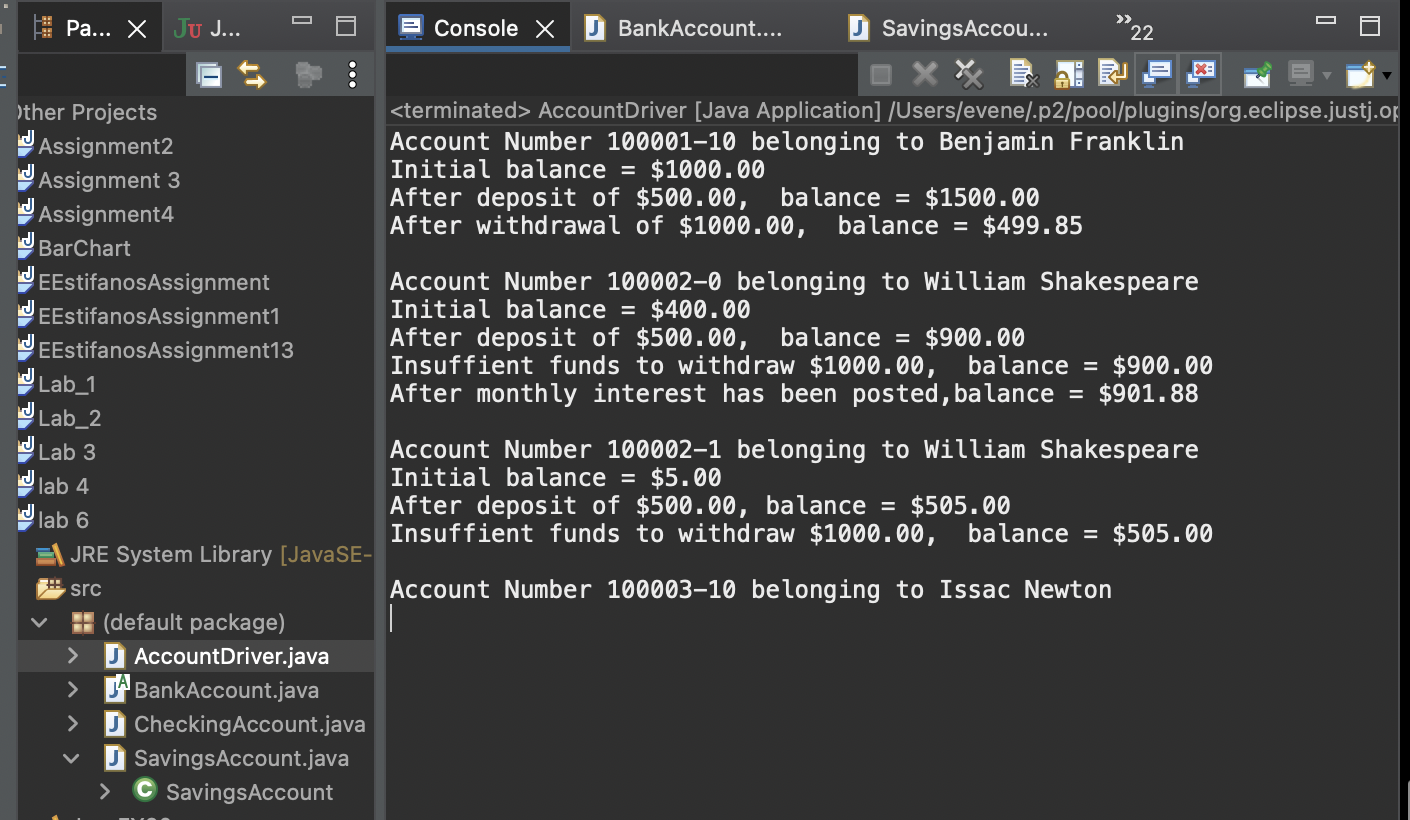 Pa...
J...
Console
BankAccount....
SavingsAccou...
»22
<terminated> AccountDriver [Java Application] /Users/evene/.p2/pool/plugins/org.eclipse.justj.op
Other Projects
Assignment2
Assignment 3
Assignment4
BarChart
EEstifanosAssignment
EEstifanosAssignment1
EEstifanosAssignment13
Lab_1
Lab_2
Lab 3
lab 4
lab 6
JRE System Library [JavaSE-
src
(default package)
AccountDriver.java
BankAccount.java
CheckingAccount.java
SavingsAccount.java
SavingsAccount
Account Number 100001-10 belonging to Benjamin Franklin
Initial balance = $1000.00
After deposit of $500.00,  balance = $1500.00
After withdrawal of $1000.00,  balance = $499.85
Account Number 100002-0 belonging to William Shakespeare
Initial balance = $400.00
After deposit of $500.00,  balance = $900.00
Insuffient funds to withdraw $1000.00,  balance = $900.00
After monthly interest has been posted,balance = $901.88
Account Number 100002-1 belonging to William Shakespeare
Initial balance = $5.00
After deposit of $500.00, balance = $505.00
Insuffient funds to withdraw $1000.00,  balance = $505.00
Account Number 100003-10 belonging to Issac Newton